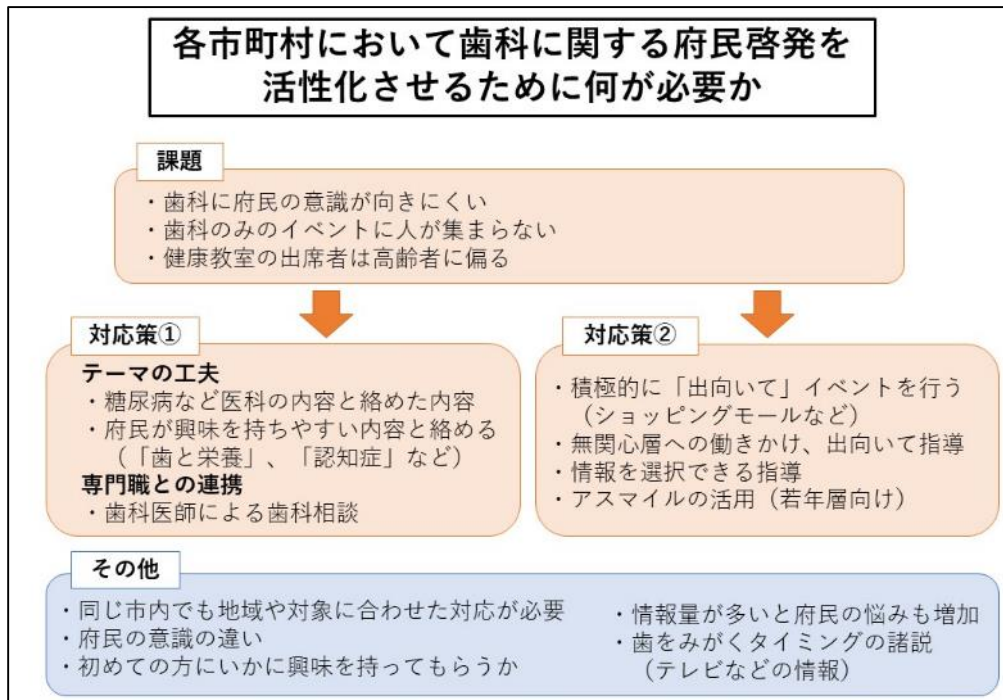 各市町村において歯科に関する府民啓発を
活性化させるために何が必要か
課題
・歯科に府民の意識が向きにくい
・歯科のみのイベントに人が集まらない
・健康教室の出席者は高齢者に偏る
対応策①
テーマの工夫
・糖尿病など医科の内容と絡めた内容
・府民が興味を持ちやすい内容と絡める
（「歯と栄養」、「認知症」など）
専門職との連携
・歯科医師による歯科相談
対応策②
・積極的に「出向いて」イベントを行う
（ショッピングモールなど）
・無関心層への働きかけ、出向いて指導
・情報を選択できる指導
・アスマイルの活用（若年層向け）
その他
・同じ市内でも地域や対象に合わせた対応が必要
・府民の意識の違い
・初めての方にいかに興味を持ってもらうか
・情報量が多いと府民の悩みも増加
・歯をみがくタイミングの諸説
（テレビなどの情報）